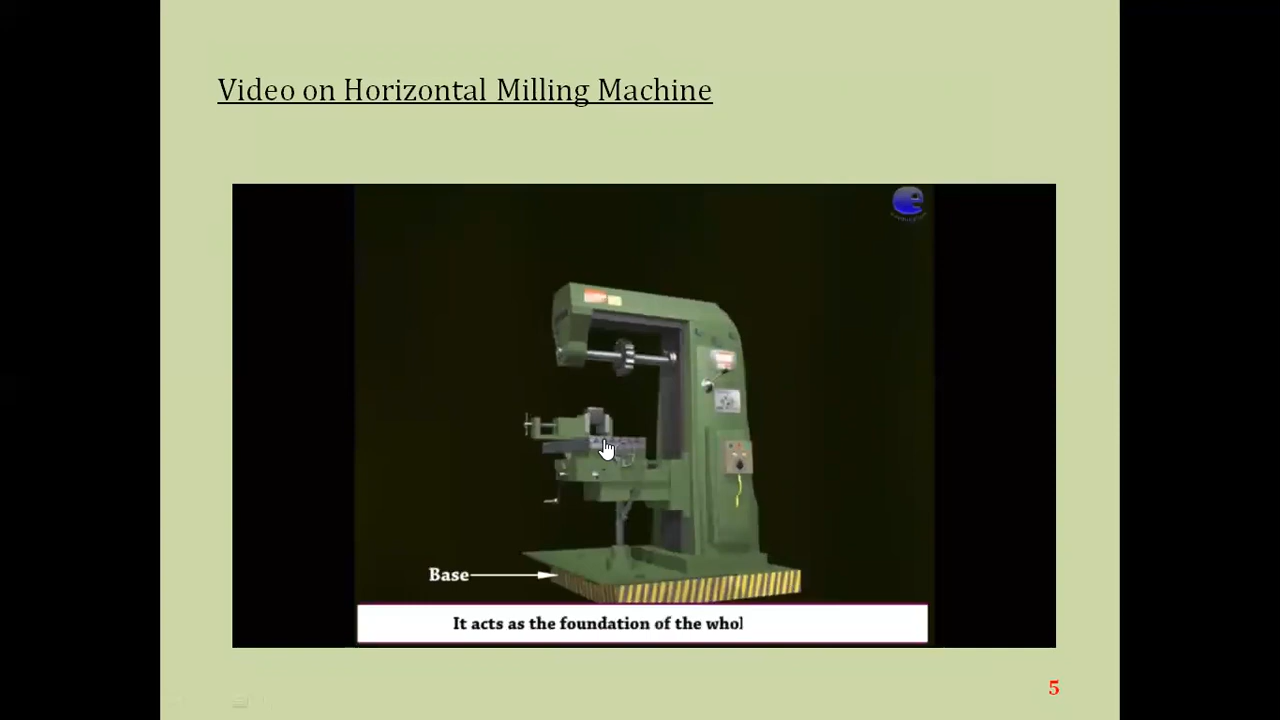 Video on Horizontal Milling Machine
Base
It acts as the foundation of the whol
5